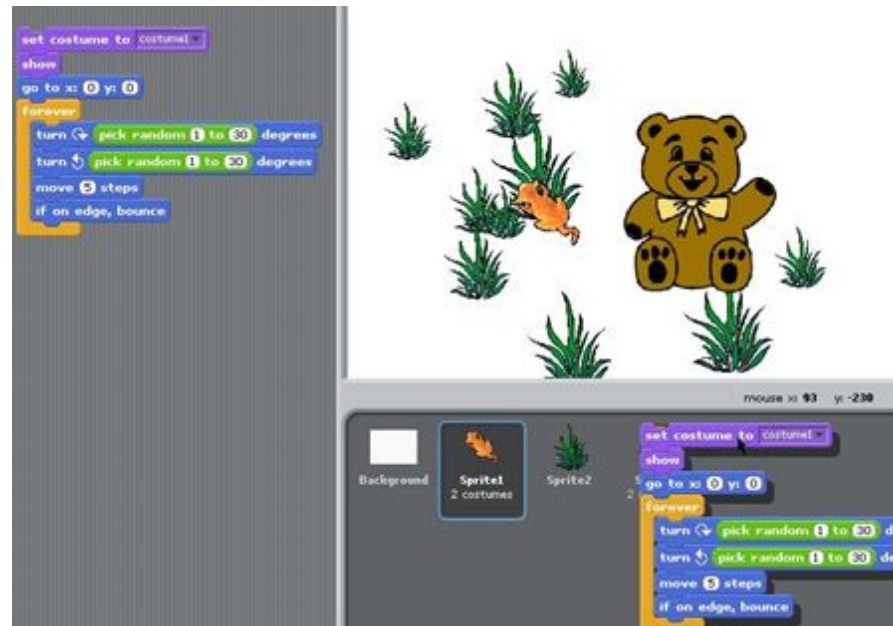 set costume to costume1
show
go to x: 0 y: 0
forever
turn pick random 1 to 30 degrees
turn pick random 1 to 30 degrees
move 5 steps
if on edge, bounce
mouse x: 93 y: -230
Background
Sprite1
2 costumes
Sprite2
set costume to costume1
show
go to x: 0 y: 0
forever
turn pick random 1 to 30 d
turn pick random 1 to 30 de
move 5 steps
if on edge, bounce